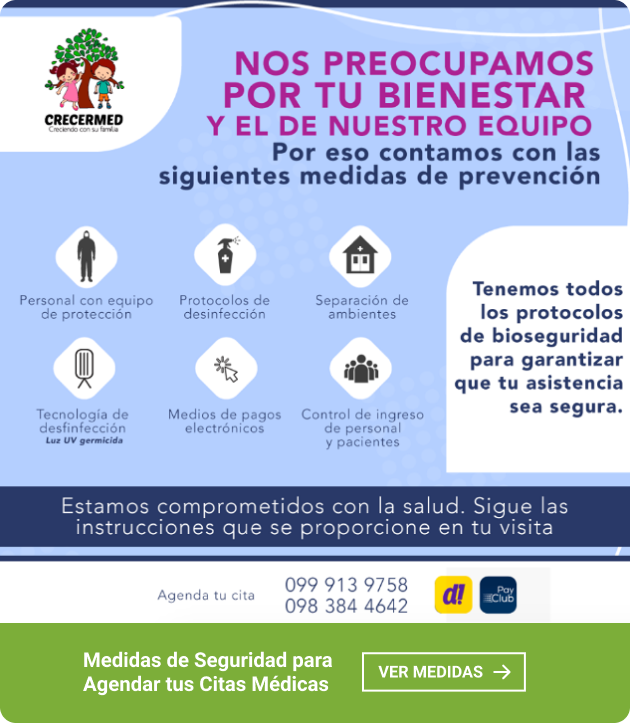 CRECERMED
Creciendo con su familia
NOS PREOCUPAMOS
POR TU BIENESTAR
Y EL DE NUESTRO EQUIPO
Por eso contamos con las
siguientes medidas de prevención
Personal con equipo
de protección
Protocolos de
desinfección
Separación de
ambientes
Tecnología de
desfinfección
Luz UV germicida
Medios de pagos
electrónicos
Control de ingreso
de personal
y pacientes
Tenemos todos
los protocolos
de bioseguridad
para garantizar
que tu asistencia
sea segura.
Estamos comprometidos con la salud. Sigue las
instrucciones que se proporcione en tu visita
Agenda tu cita
099 913 9758
098 384 4642
d!
Pay
Club
Medidas de Seguridad para
Agendar tus Citas Médicas
VER MEDIDAS →